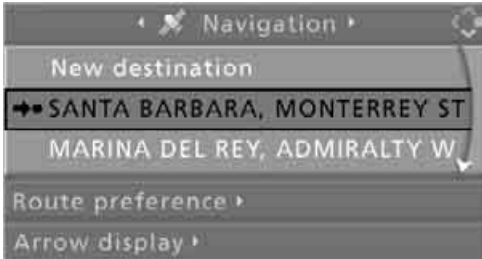 Navigation
New destination
SANTA BARBARA, MONTERREY ST
MARINA DEL REY, ADMIRALTY W
Route preference
Arrow display